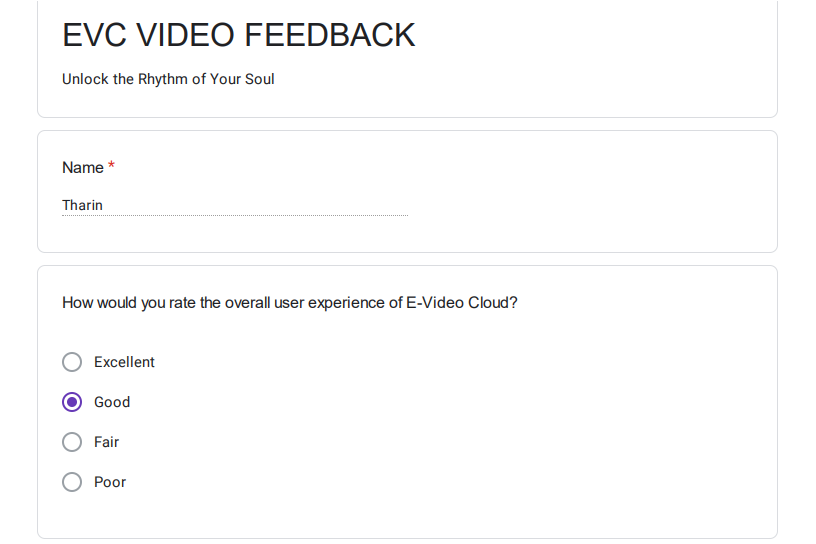 EVC VIDEO FEEDBACK
Unlock the Rhythm of Your Soul
Name *
Tharin
How would you rate the overall user experience of E-Video Cloud?
Excellent
Good
Fair
Poor